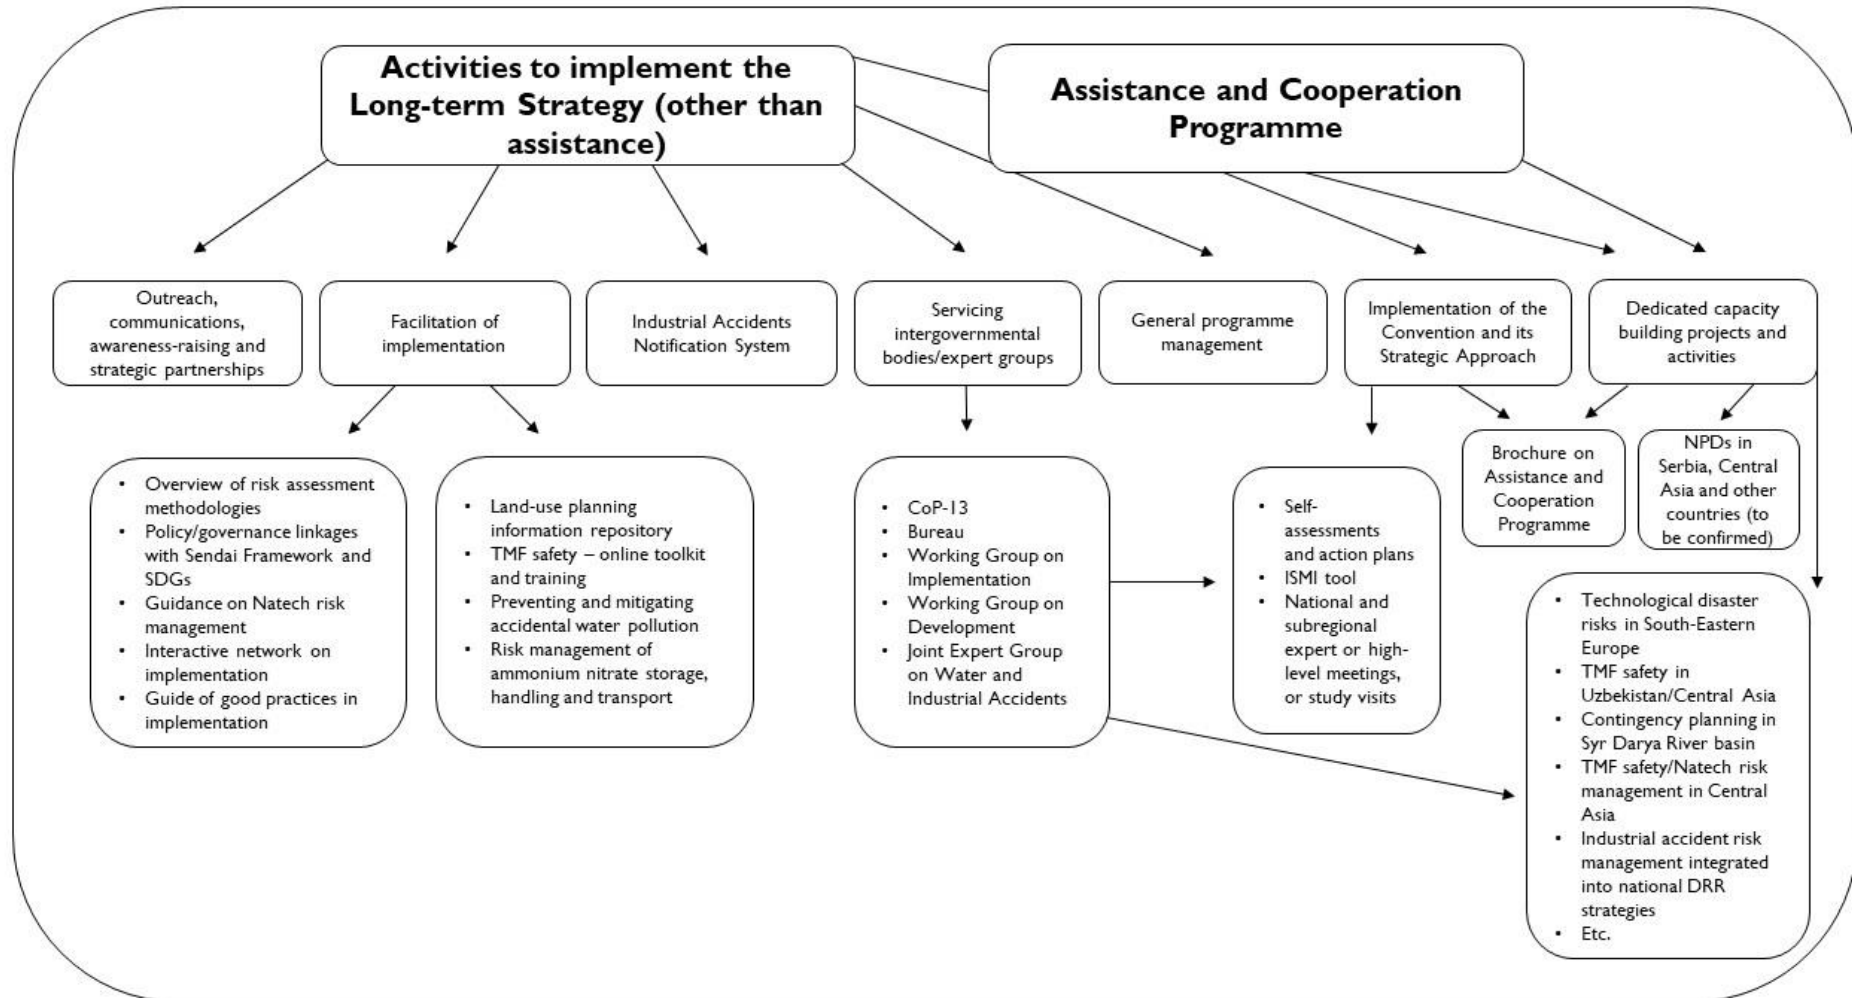 Activities to implement the
Long-term Strategy (other than
assistance)
Assistance and Cooperation
Programme
Outreach,
communications,
awareness-raising and
strategic partnerships
Facilitation of
implementation
Industrial Accidents
Notification System
Servicing
intergovernmental
bodies/expert groups
General programme
management
Implementation of the
Convention and its
Strategic Approach
Dedicated capacity
building projects and
activities
• Overview of risk assessment
methodologies
• Policy/governance linkages
with Sendai Framework and
SDGs
• Guidance on Natech risk
management
• Interactive network on
implementation
• Guide of good practices in
implementation
• Land-use planning
information repository
• TMF safety – online toolkit
and training
• Preventing and mitigating
accidental water pollution
• Risk management of
ammonium nitrate storage,
handling and transport
• CoP-13
• Bureau
• Working Group on
Implementation
• Working Group on
Development
• Joint Expert Group
on Water and
Industrial Accidents
• Self-
assessments
and action plans
• ISMI tool
• National and
subregional
expert or high-
level meetings,
or study visits
Brochure on
Assistance and
Cooperation
Programme
NPDs in
Serbia, Central
Asia and other
countries (to
be confirmed)
• Technological disaster
risks in South-Eastern
Europe
• TMF safety in
Uzbekistan/Central Asia
• Contingency planning in
Syr Darya River basin
• TMF safety/Natech risk
management in Central
Asia
• Industrial accident risk
management integrated
into national DRR
strategies
• Etc.